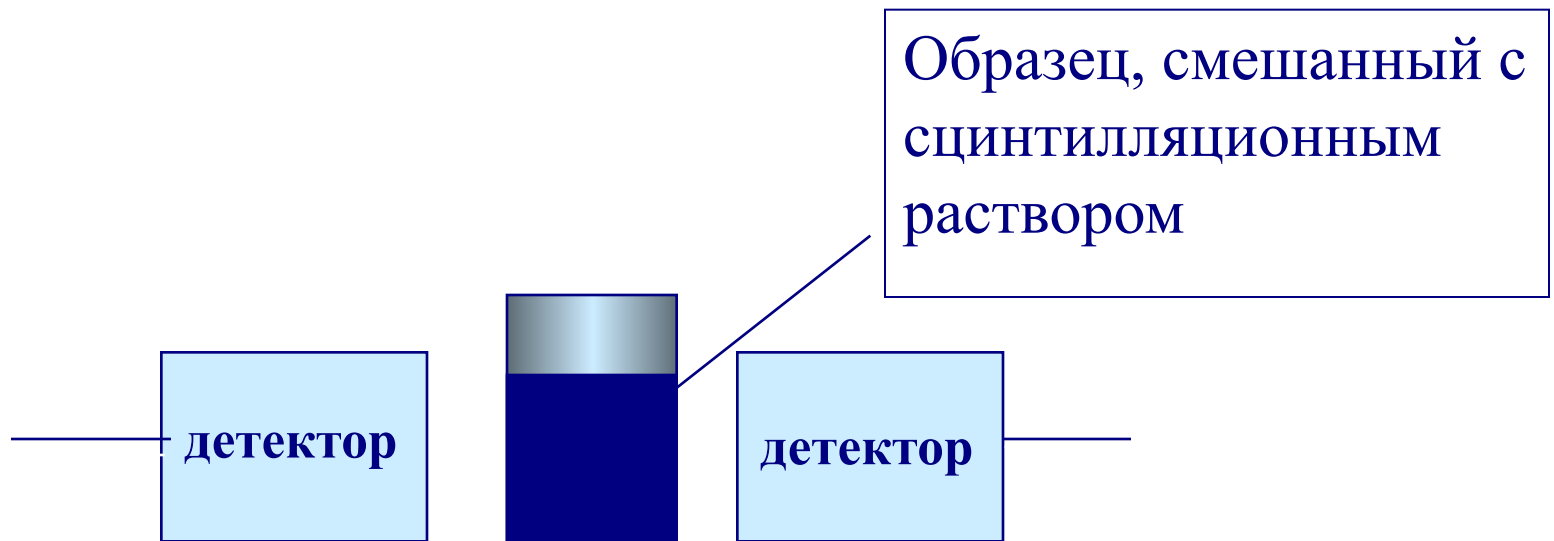 Образец, смешанный с
сцинтилляционным
раствором
детектор
детектор